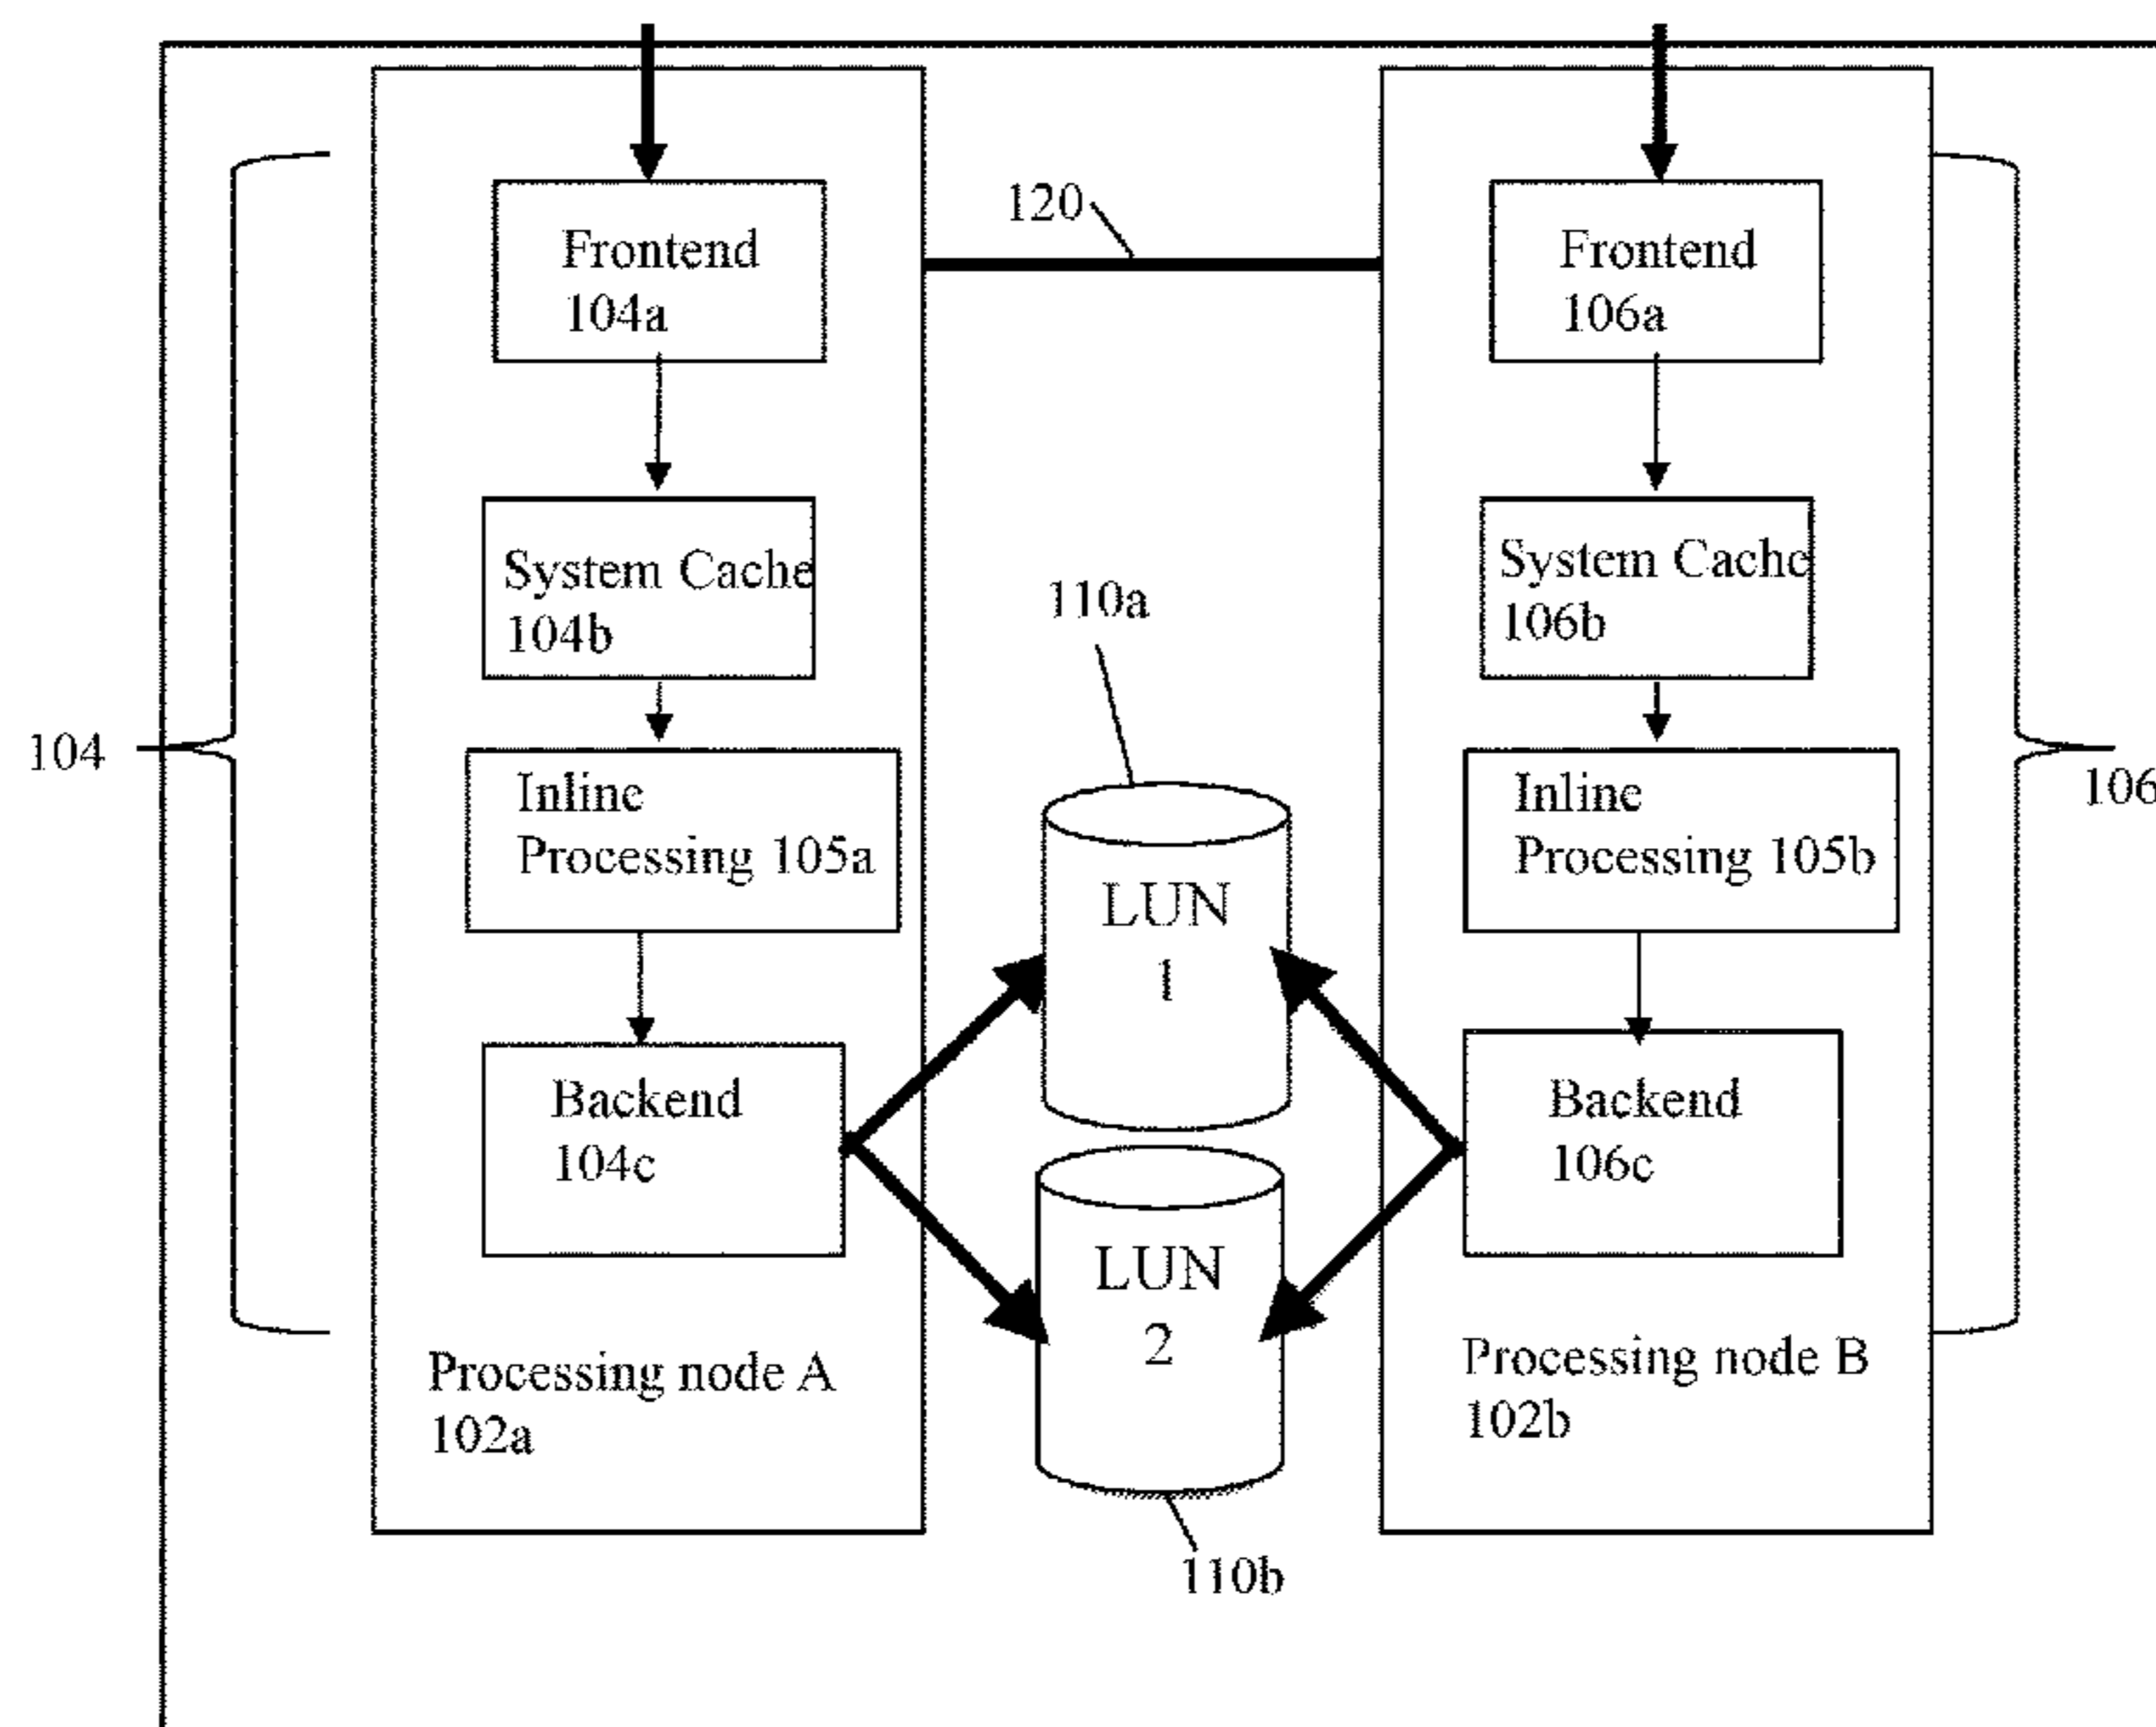 120
Frontend
104a
Frontend
106a
System Cache
104b
System Cache
106b
110a
104
106
Inline
Processing 105a
Inline
Processing 105b
LUN
1
Backend
104c
Backend
106c
LUN
2
Processing node A
102a
Processing node B
102b
110b